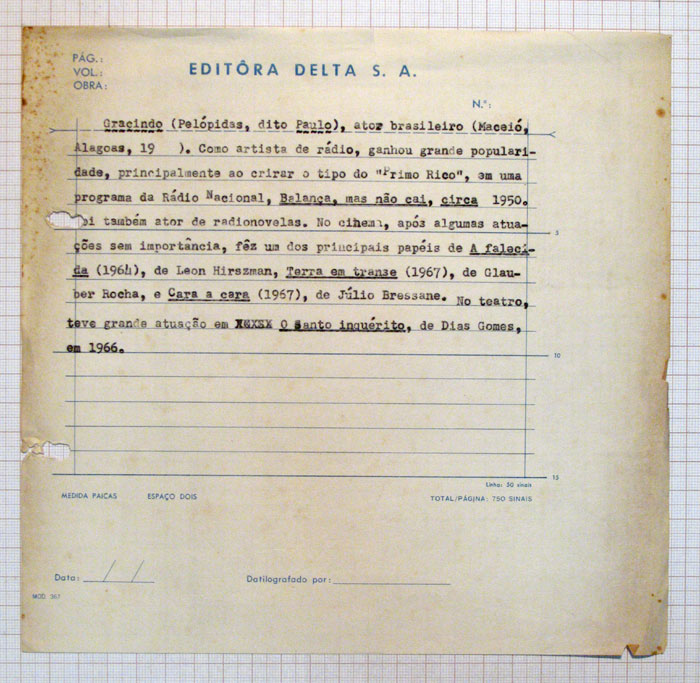 PÁG.:
VOL.:
OBRA:
EDITÔRA DELTA S. A.
N.º:
Gracindo (Pelópidas, dito Paulo), ator brasileiro (Maceió,
Alagoas, 19   ). Como artista de rádio, ganhou grande populari-
dade, principalmente ao crirar o tipo do "Primo Rico", em uma
programa da Rádio Nacional, Balança, mas não cai, circa 1950.
oi também ator de radionovelas. No cinema, após algumas atua-
ções sem importância, fêz um dos principais papéis de A faleci-
da (1964), de Leon Hirszman, Terra em transe (1967), de Glau-
ber Rocha, e Cara a cara (1967), de Júlio Bressane. No teatro,
teve grande atuação em XEXEX O Santo inquérito, de Dias Gomes,
em 1966.
5
10
15
Linha: 50 sinais
MEDIDA PAICAS ESPAÇO DOIS TOTAL/PÁGINA: 750 SINAIS
Data: / / Datilografado por:
MOD. 387